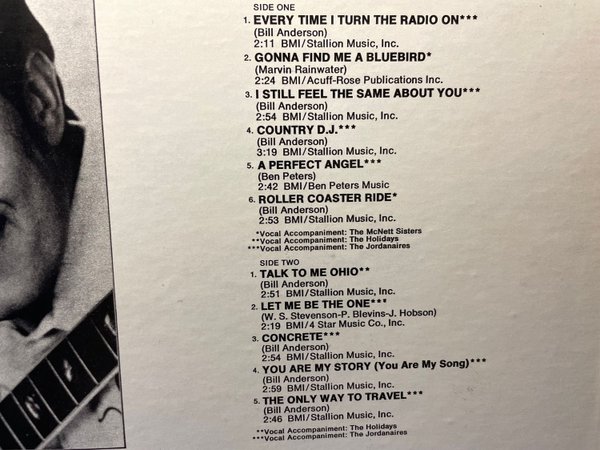 SIDE ONE
1. EVERY TIME I TURN THE RADIO ON***
(Bill Anderson)
2:11 BMI/Stallion Music, Inc.
2. GONNA FIND ME A BLUEBIRD*
(Marvin Rainwater)
2:24 BMI/Acuff-Rose Publications Inc.
3. I STILL FEEL THE SAME ABOUT YOU***
(Bill Anderson)
2:54 BMI/Stallion Music, Inc.
4. COUNTRY D.J.***
(Bill Anderson)
3:19 BMI/Stallion Music, Inc.
5. A PERFECT ANGEL***
(Ben Peters)
2:42 BMI/Ben Peters Music
6. ROLLER COASTER RIDE*
(Bill Anderson)
2:53 BMI/Stallion Music, Inc.
*Vocal Accompaniment: The McNett Sisters
**Vocal Accompaniment: The Holidays
***Vocal Accompaniment: The Jordanaires
SIDE TWO
1. TALK TO ME OHIO**
(Bill Anderson)
2:51 BMI/Stallion Music, Inc.
2. LET ME BE THE ONE***
(W. S. Stevenson-P. Blevins-J. Hobson)
2:19 BMI/4 Star Music Co., Inc.
3. CONCRETE***
(Bill Anderson)
2:54 BMI/Stallion Music, Inc.
4. YOU ARE MY STORY (You Are My Song)***
(Bill Anderson)
2:59 BMI/Stallion Music, Inc.
5. THE ONLY WAY TO TRAVEL***
(Bill Anderson)
2:46 BMI/Stallion Music, Inc.
**Vocal Accompaniment: The Holidays
***Vocal Accompaniment: The Jordanaires